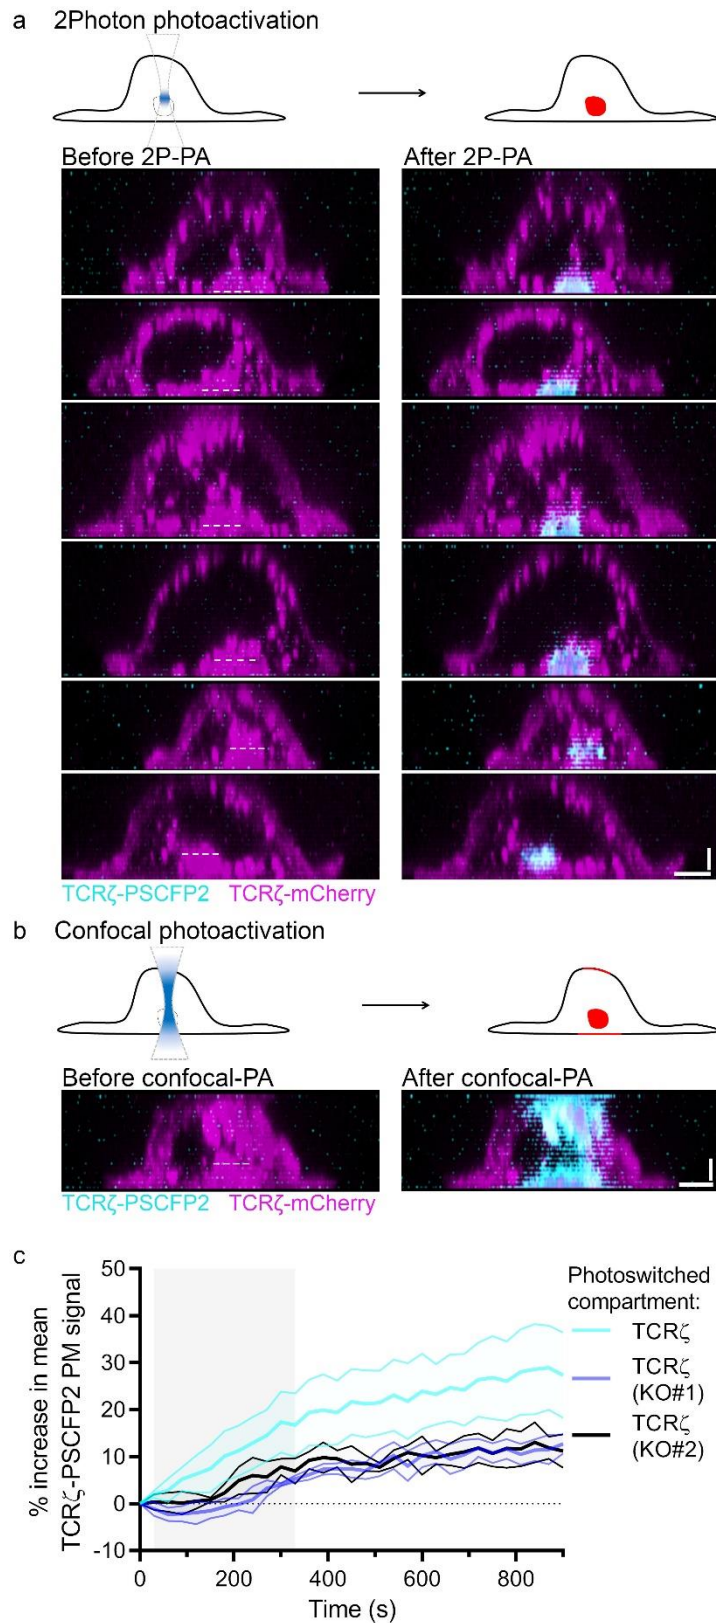 a 2Photon photoactivation
Before 2P-PA After 2P-PA
TCRζ-PSCFP2 TCRζ-mCherry
b Confocal photoactivation
Before confocal-PA After confocal-PA
TCRζ-PSCFP2 TCRζ-mCherry
c
% increase in mean
TCRζ-PSCFP2 PM signal
50
40
30
20
10
0
-10
0 200 400 600 800
Time (s)
Photoswitched
compartment:
TCRζ
TCRζ
(KO#1)
TCRζ
(KO#2)